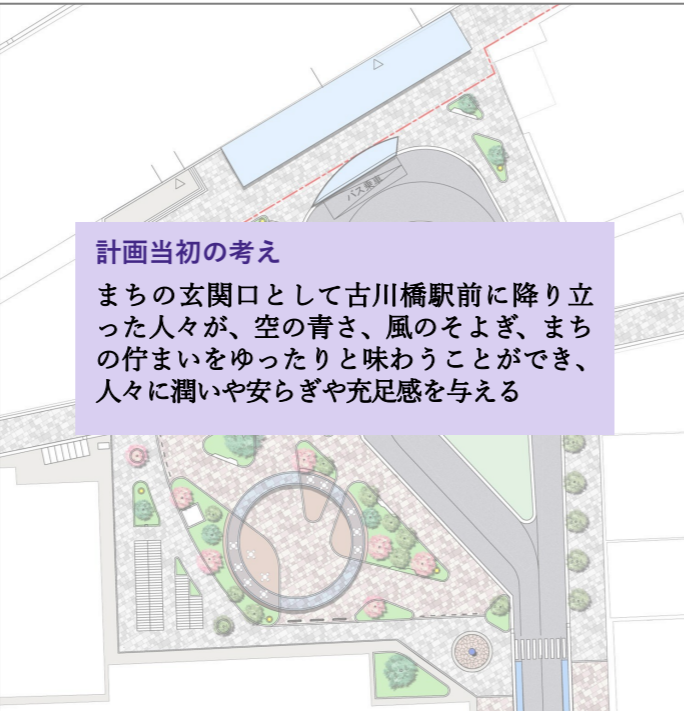 バス乗車
計画当初の考え
まちの玄関口として古川橋駅前に降り立
った人々が、空の青さ、風のそよぎ、まち
の佇まいをゆったりと味わうことができ、
人々に潤いや安らぎや充足感を与える